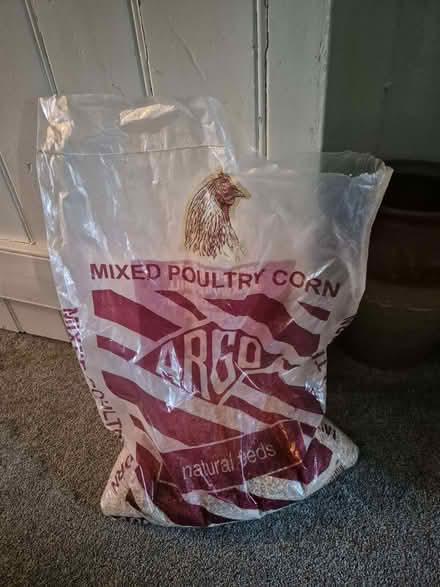 MIXED POULTRY CORN
ARGO
natural feeds